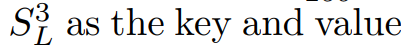 $S_L^3$ as the key and value